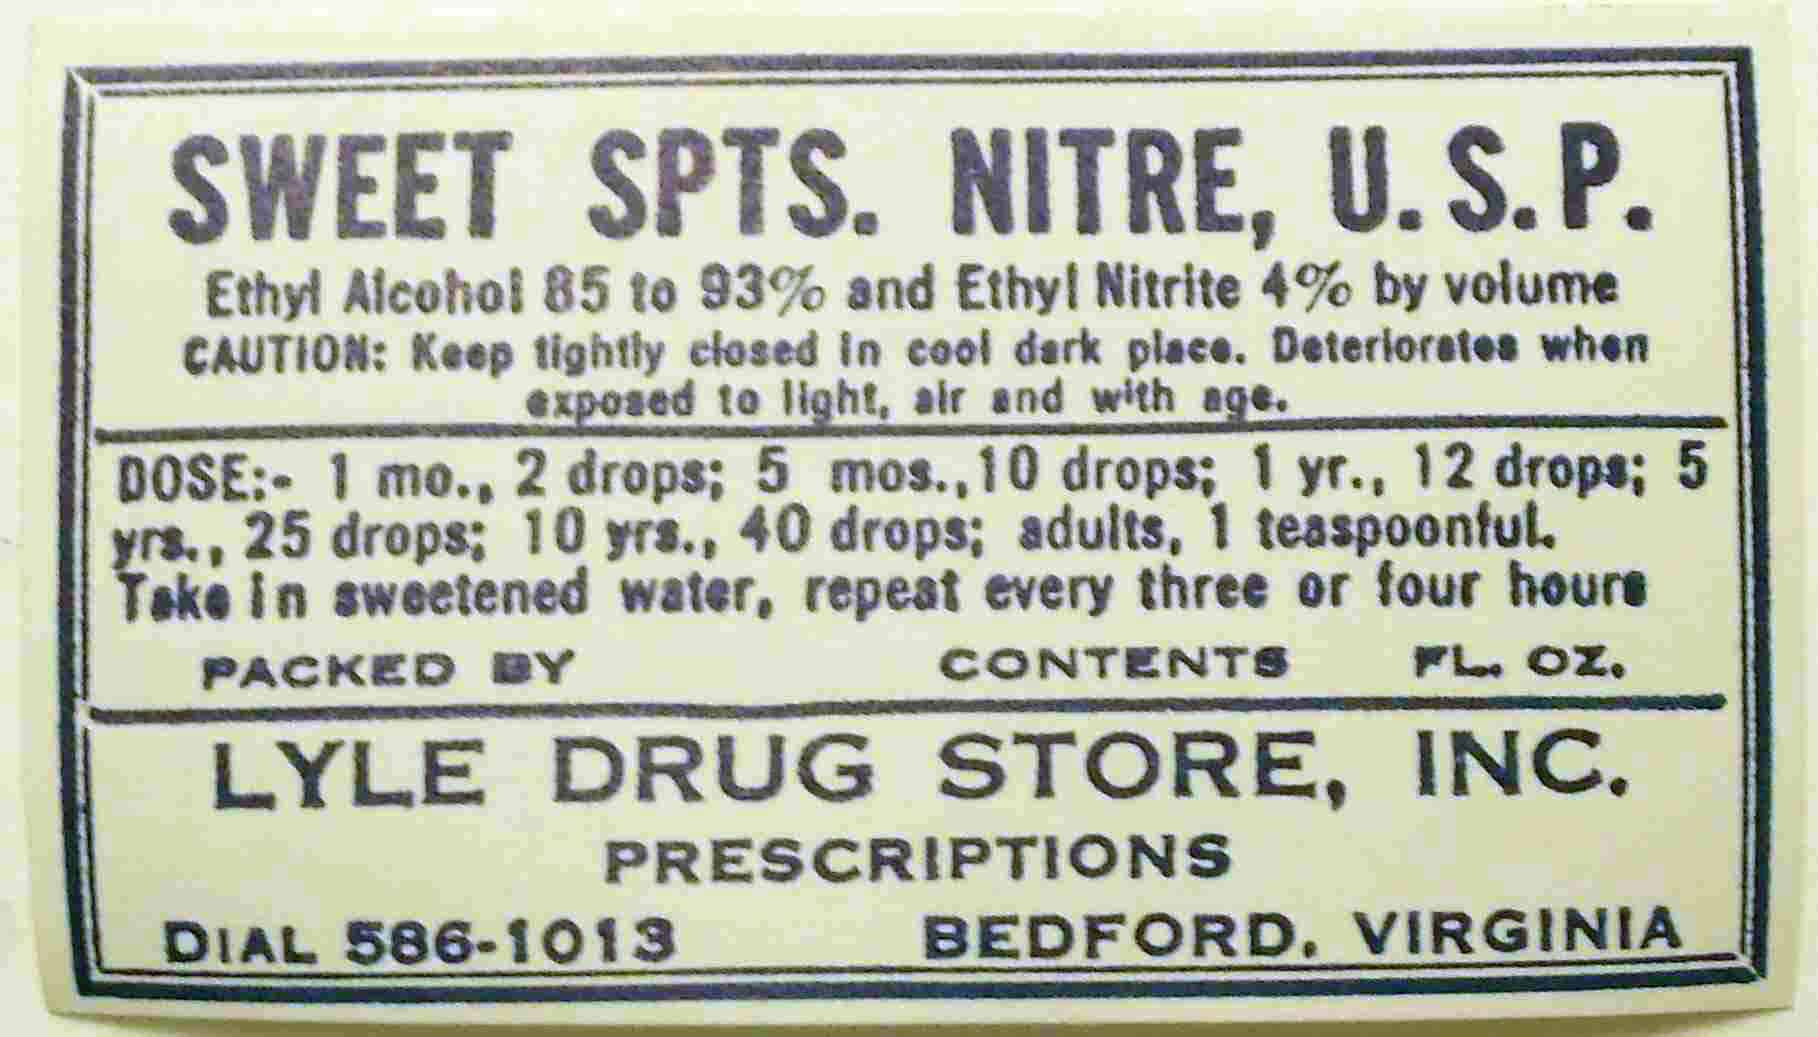 SWEET SPTS. NITRE, U.S.P.
Ethyl Alcohol 85 to 93% and Ethyl Nitrite 4% by volume
CAUTION: Keep tightly closed in cool dark place. Deteriorates when
exposed to light, air and with age.
DOSE:- 1 mo., 2 drops; 5 mos., 10 drops; 1 yr., 12 drops; 5
yrs., 25 drops; 10 yrs., 40 drops; adults, 1 teaspoonful.
Take in sweetened water, repeat every three or four hours
PACKED BY CONTENTS FL. OZ.
LYLE DRUG STORE, INC.
PRESCRIPTIONS
DIAL 586-1013 BEDFORD, VIRGINIA